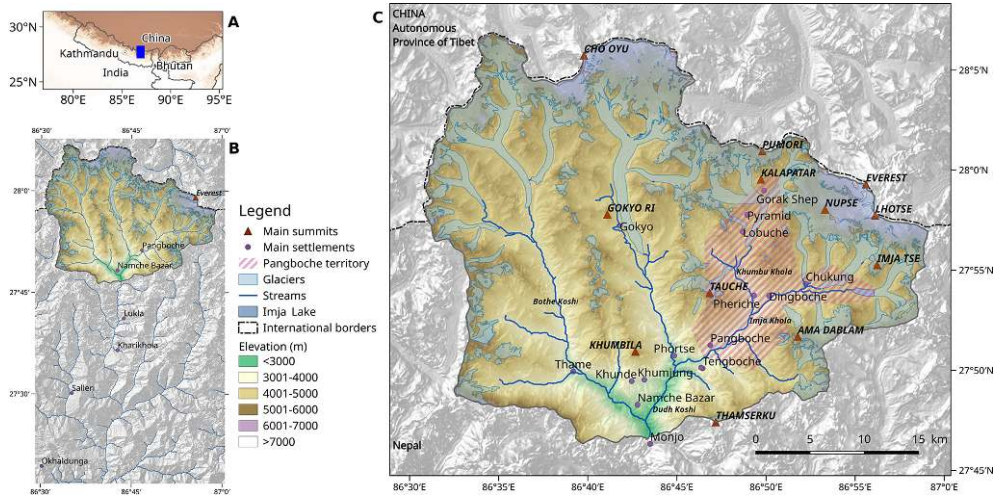 A
30°N
25°N
China
Kathmandu
India
Bhutan
80°E
85°E
90°E
95°E
86°30'
86°45'
87°0'
B
28°0'
27°45'
27°30'
Everest
Pangboche
Namche Bazar
Lukla
Kharikhola
Salleri
Okhaldunga
86°30'
86°45'
87°0'
Legend
Main summits
Main settlements
Pangboche territory
Glaciers
Streams
Imja Lake
International borders
Elevation (m)
<3000
3001-4000
4001-5000
5001-6000
6001-7000
>7000
C
CHINA
Autonomous
Province of Tibet
CHO OYU
PUMORI
KALAPATAR
EVEREST
Gorak Shep
NUPSE
LHOTSE
GOKYO RI
Pyramid
Gokyo
Lobuche
IMJA TSE
Khumbu Khola
Chukung
TAUCHE
Dingboche
Bothe Koshi
Pheriche
Imja Khola
AMA DABLAM
Pangboche
KHUMBILA
Phortse
Tengboche
Thame
Khunde
Khumjung
Namche Bazar
Dudh Koshi
THAMSERKU
Monjo
Nepal
0
5
10
15 km
28°5'N
28°0'N
27°55'N
27°50'N
27°45'N
86°30'E
86°35'E
86°40'E
86°45'E
86°50'E
86°55'E
87°0'E